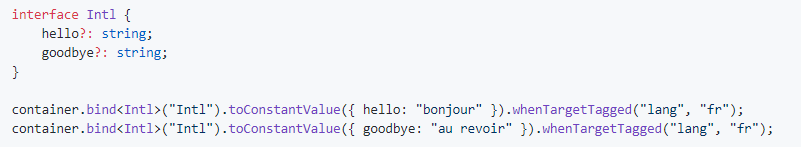 interface Intl {
    hello?: string;
    goodbye?: string;
}
container.bind<Intl>("Intl").toConstantValue({ hello: "bonjour" }).whenTargetTagged("lang", "fr");
container.bind<Intl>("Intl").toConstantValue({ goodbye: "au revoir" }).whenTargetTagged("lang", "fr");